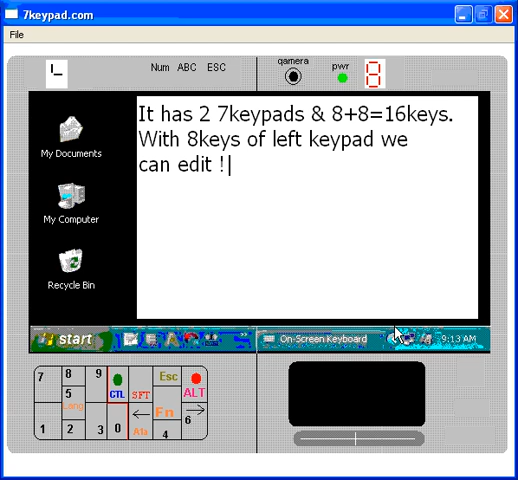 7keypad.com
File
Num ABC ESC
qamera
pwr
8
It has 2 7keypads & 8+8=16keys.
With 8keys of left keypad we
can edit !
My Documents
My Computer
Recycle Bin
start
On-Screen Keyboard
9:13 AM
7 8 9 Esc
5 CTL SFT ALT
Lang Fn
1 2 3 0 A1a 4 6